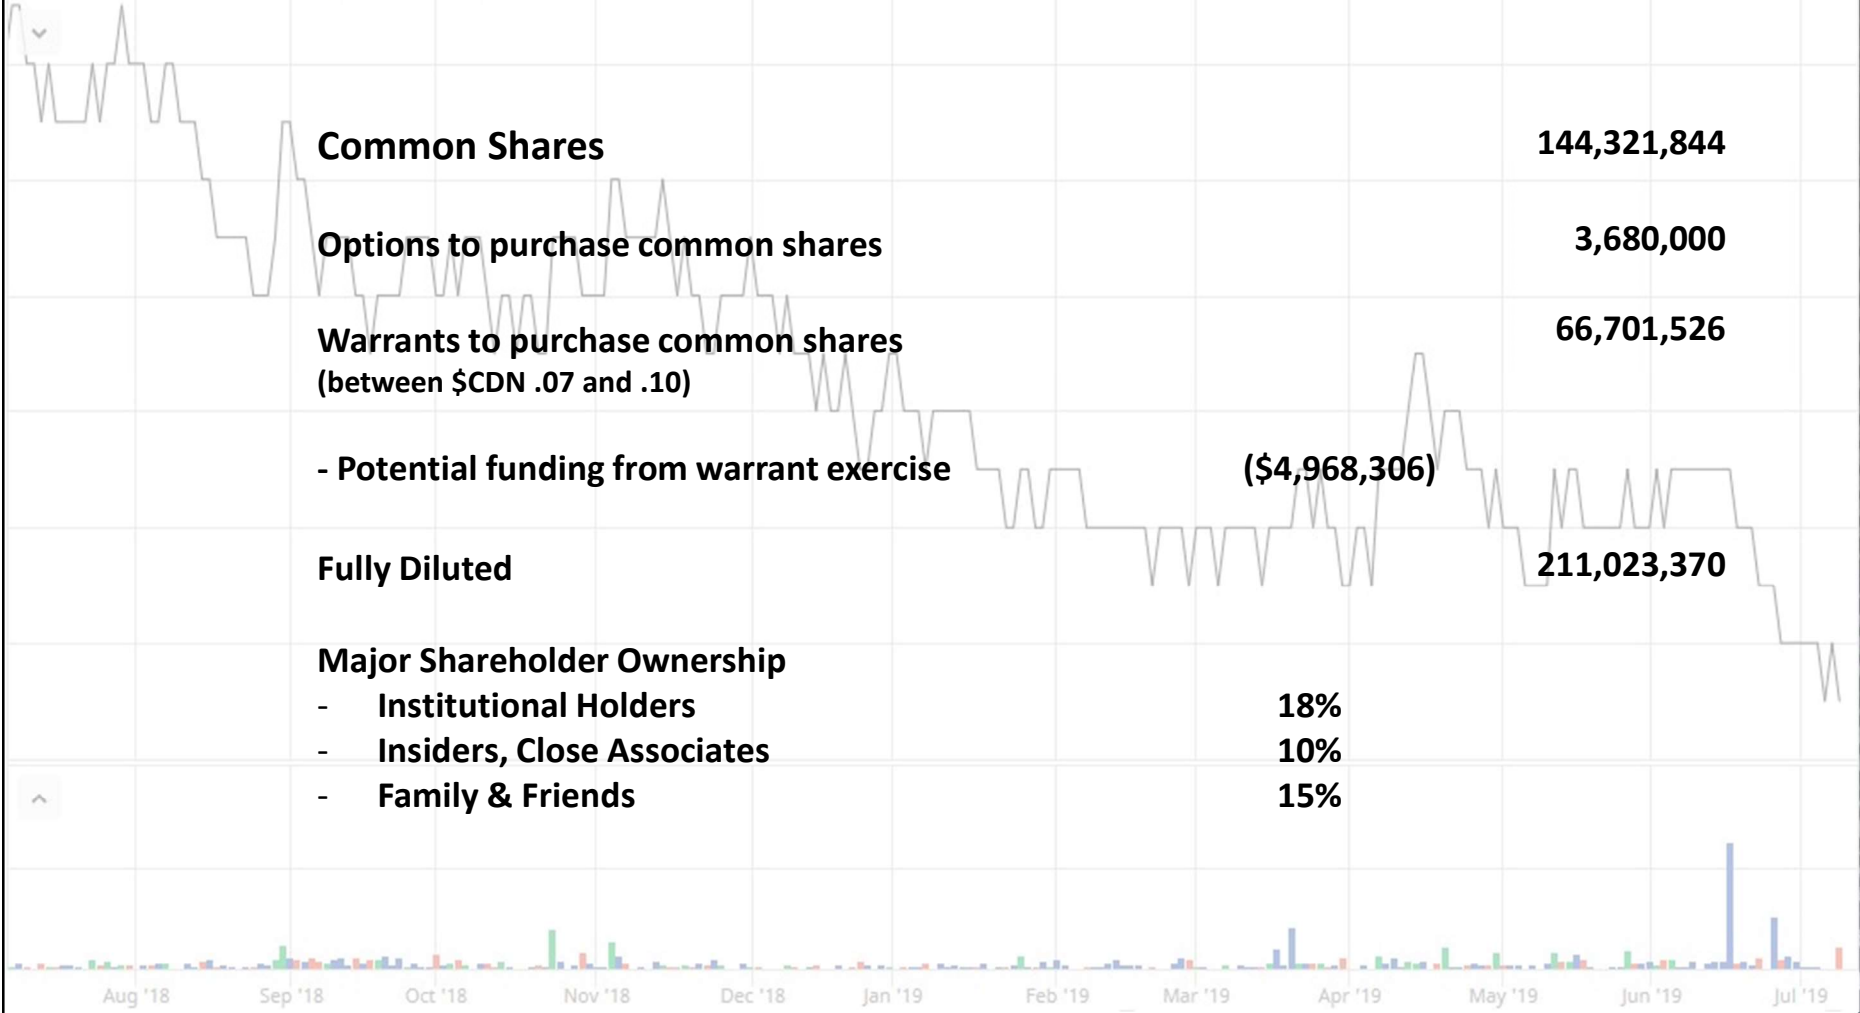 Common Shares 144,321,844
Options to purchase common shares 3,680,000
Warrants to purchase common shares 66,701,526
(between $CDN .07 and .10)
- Potential funding from warrant exercise ($4,968,306)
Fully Diluted 211,023,370
Major Shareholder Ownership
- Institutional Holders 18%
- Insiders, Close Associates 10%
- Family & Friends 15%
Aug '18 Sep '18 Oct '18 Nov '18 Dec '18 Jan '19 Feb '19 Mar '19 Apr '19 May '19 Jun '19 Jul '19